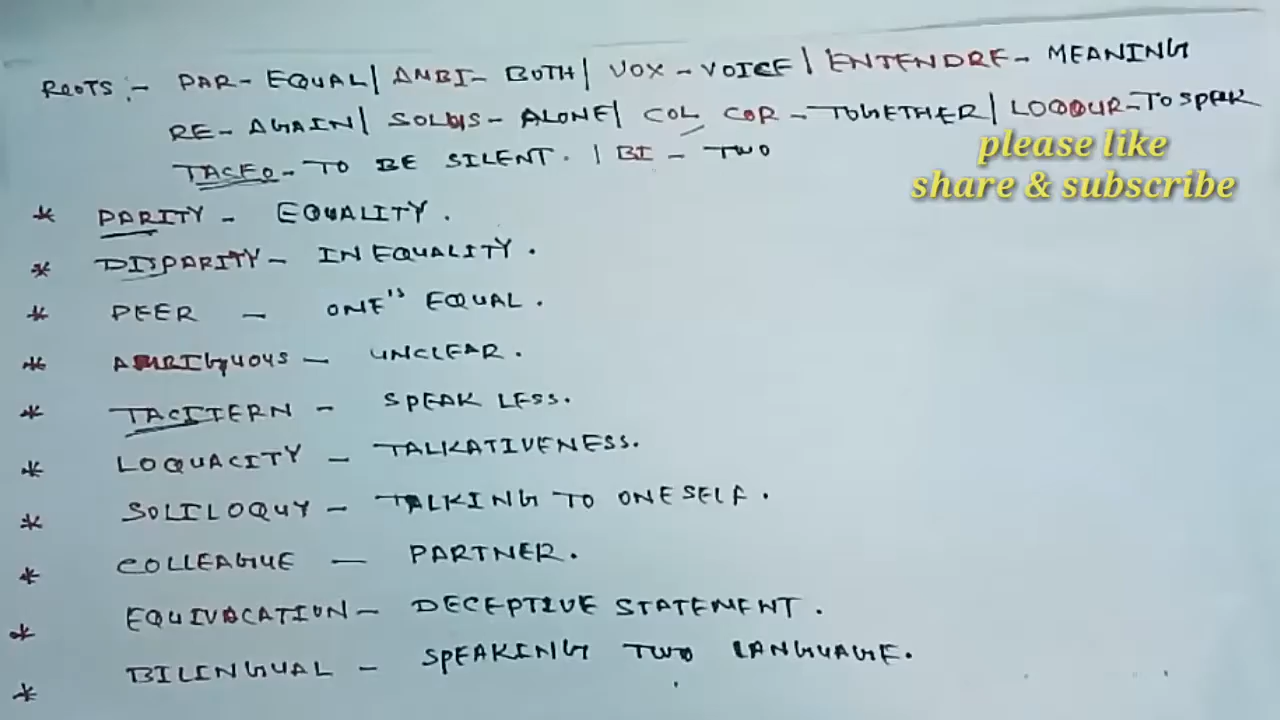 ROOTS :- PAR - EQUAL | AMBI - BOTH | VOX - VOICE | ENTENDRE - MEANING
RE - AGAIN | SOLUS - ALONE | COL COR - TOGETHER | LOQOUR - TO SPEAK
TACEO - TO BE SILENT. | BI - TWO
please like
share & subscribe
* PARITY - EQUALITY.
* DISPARITY - INEQUALITY.
* PEER - ONE'S EQUAL.
* AMBIGUOUS - UNCLEAR.
* TACITERN - SPEAK LESS.
* LOQUACITY - TALKATIVENESS.
* SOLILOQUY - TALKING TO ONESELF.
* COLLEAGUE - PARTNER.
* EQUIVOCATION - DECEPTIVE STATEMENT.
* BILINGUAL - SPEAKING TWO LANGUAGE.